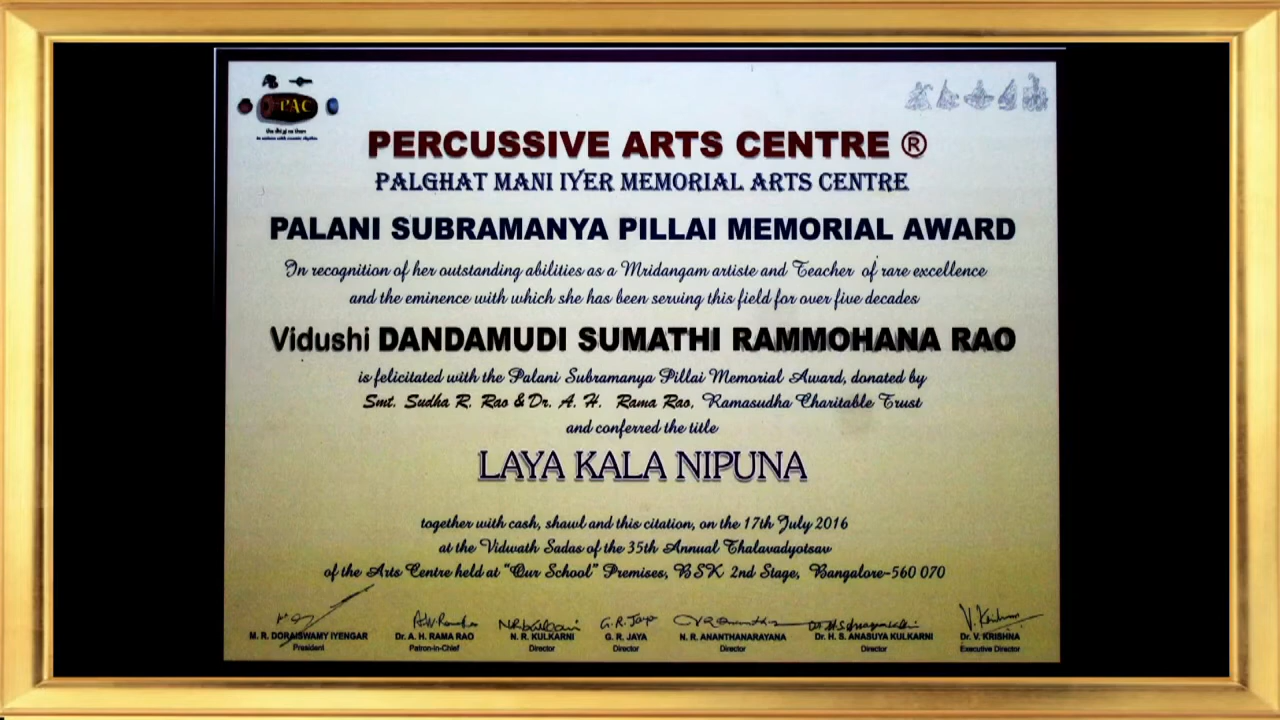 PAC
PERCUSSIVE ARTS CENTRE ®
PALGHAT MANI IYER MEMORIAL ARTS CENTRE
PALANI SUBRAMANYA PILLAI MEMORIAL AWARD
In recognition of her outstanding abilities as a Mridangam artiste and Teacher of rare excellence
and the eminence with which she has been serving this field for over five decades
Vidushi DANDAMUDI SUMATHI RAMMOHANA RAO
is felicitated with the Palani Subramanya Pillai Memorial Award, donated by
Smt. Sudha R. Rao & Dr. A. H. Rama Rao, Ramasudha Charitable Trust
and conferred the title
LAYA KALA NIPUNA
together with cash, shawl and this citation, on the 17th July 2016
at the Vidwath Sadas of the 35th Annual Thalavadyotsav
of the Arts Centre held at "Our School" Premises, BSK 2nd Stage, Bangalore-560 070
M. R. DORAISWAMY IYENGAR Dr. A. H. RAMA RAO N. R. KULKARNI G. R. JAYA N. R. ANANTHANARAYANA Dr. H. S. ANASUYA KULKARNI Dr. V. KRISHNA
President Patron-in-Chief Director Director Director Director Executive Director